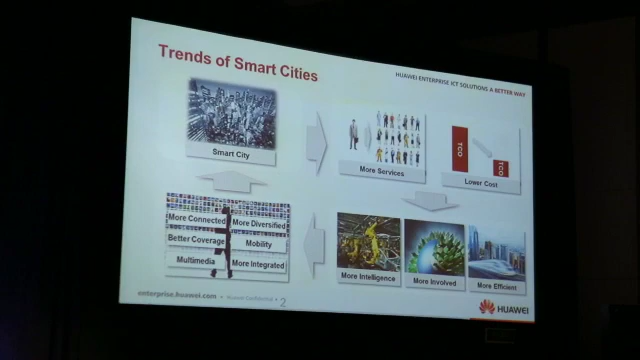 Trends of Smart Cities
HUAWEI ENTERPRISE ICT SOLUTIONS A BETTER WAY
Smart City
More Services
TCO
TCO
Lower Cost
More Connected
More Diversified
Better Coverage
Mobility
Multimedia
More Integrated
More Intelligence
More Involved
More Efficient
enterprise.huawei.com • Huawei Confidential • 2
HUAWEI